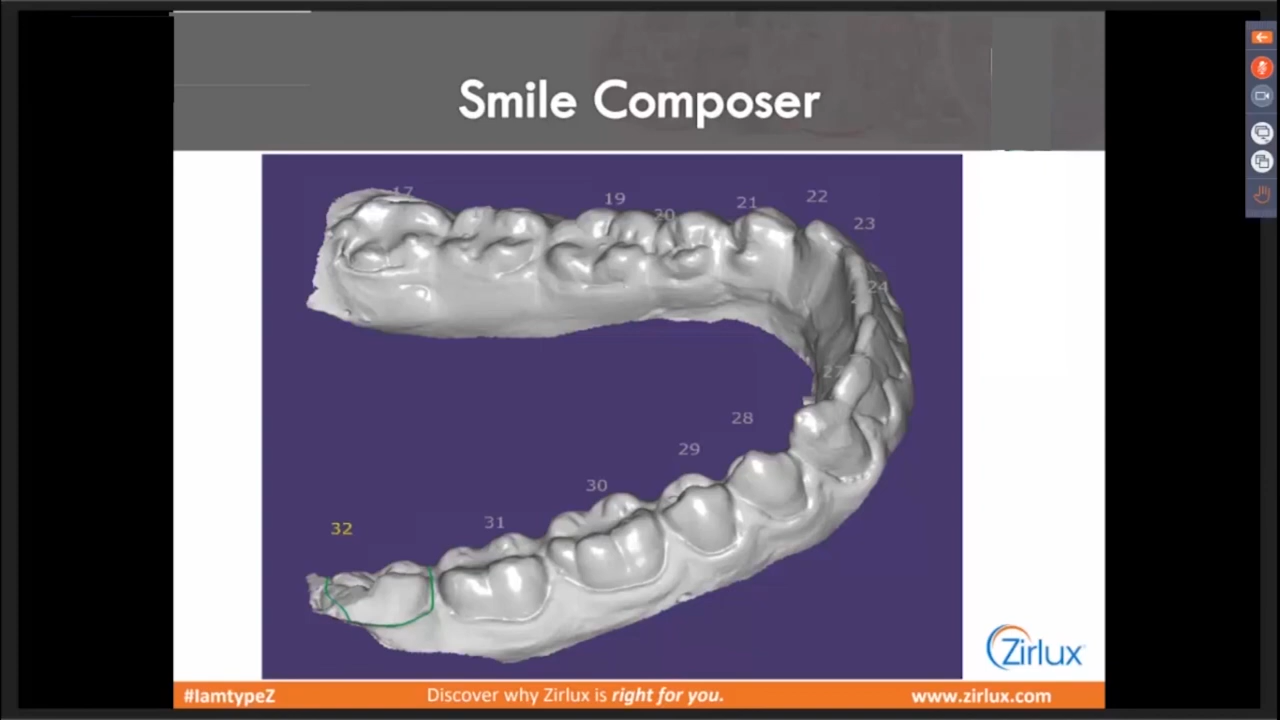 Smile Composer
17
19
20
21
22
23
24
27
28
29
30
31
32
Zirlux
#IamtypeZ
Discover why Zirlux is right for you.
www.zirlux.com